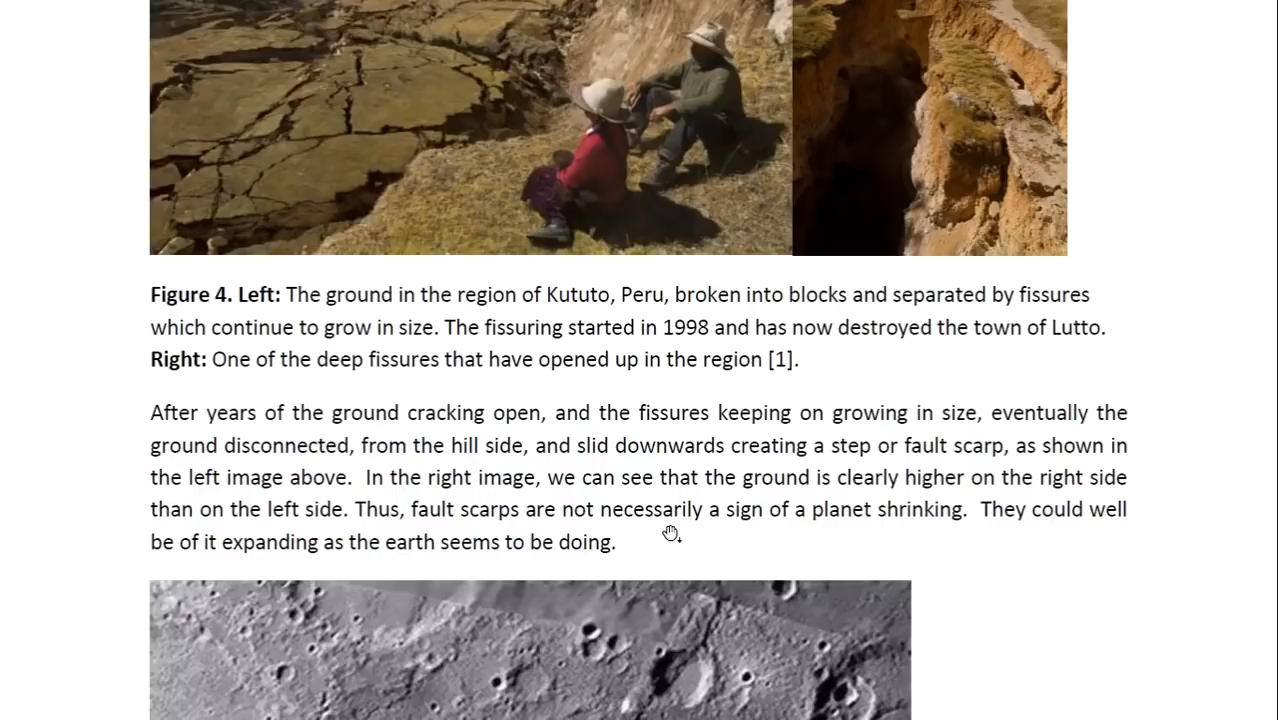 Figure 4. Left: The ground in the region of Kututo, Peru, broken into blocks and separated by fissures
which continue to grow in size. The fissuring started in 1998 and has now destroyed the town of Lutto.
Right: One of the deep fissures that have opened up in the region [1].
After years of the ground cracking open, and the fissures keeping on growing in size, eventually the
ground disconnected, from the hill side, and slid downwards creating a step or fault scarp, as shown in
the left image above.  In the right image, we can see that the ground is clearly higher on the right side
than on the left side. Thus, fault scarps are not necessarily a sign of a planet shrinking.  They could well
be of it expanding as the earth seems to be doing.